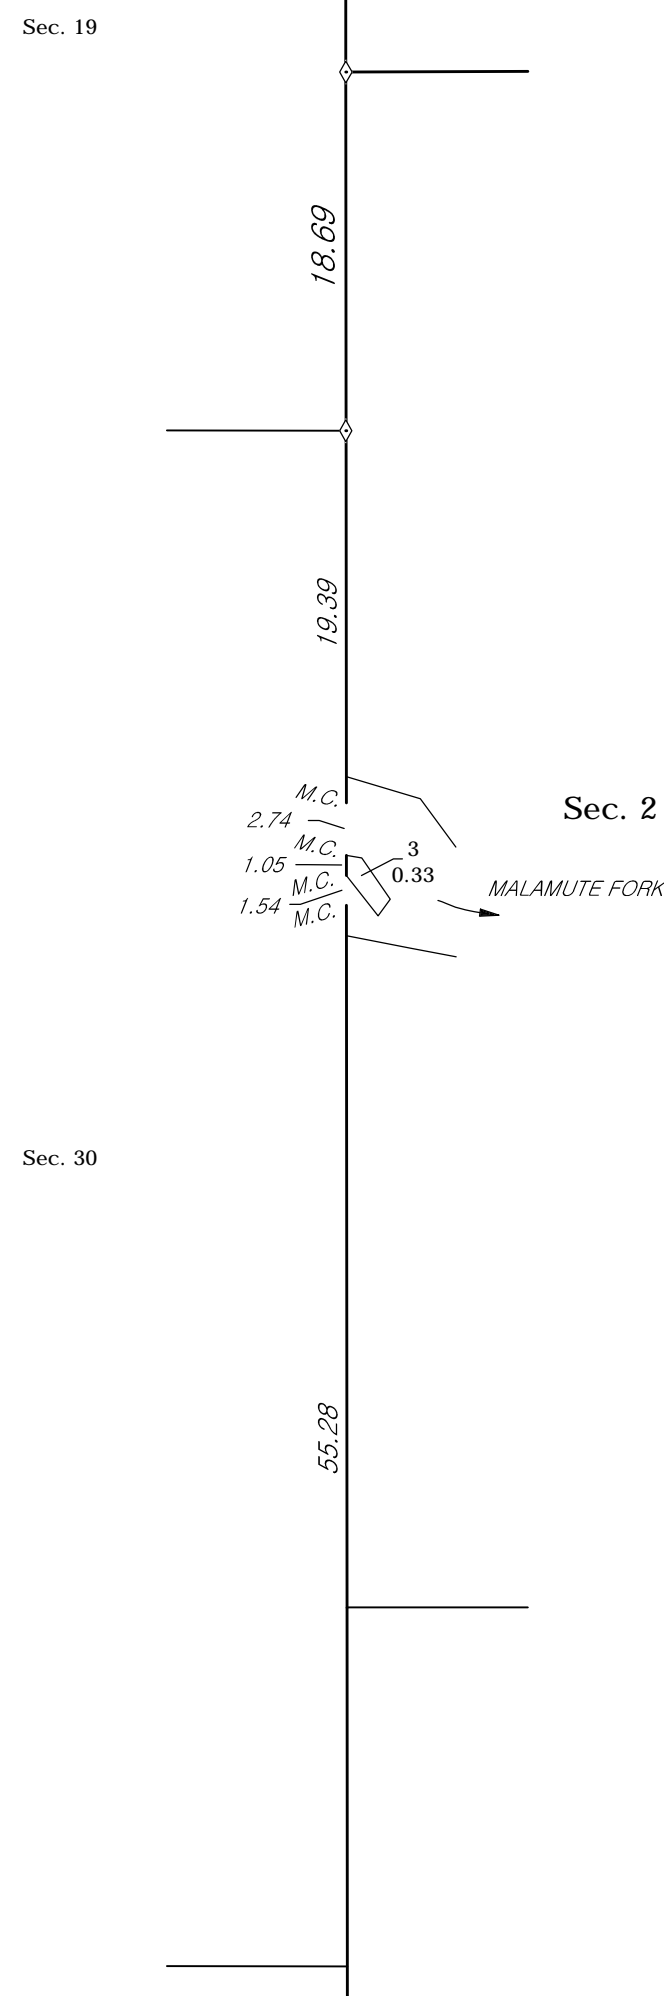 Sec. 19
18.69
19.39
M.C.
2.74
M.C.
1.05
M.C.
1.54
M.C.
3
0.33
Sec. 2
MALAMUTE FORK
Sec. 30
55.28